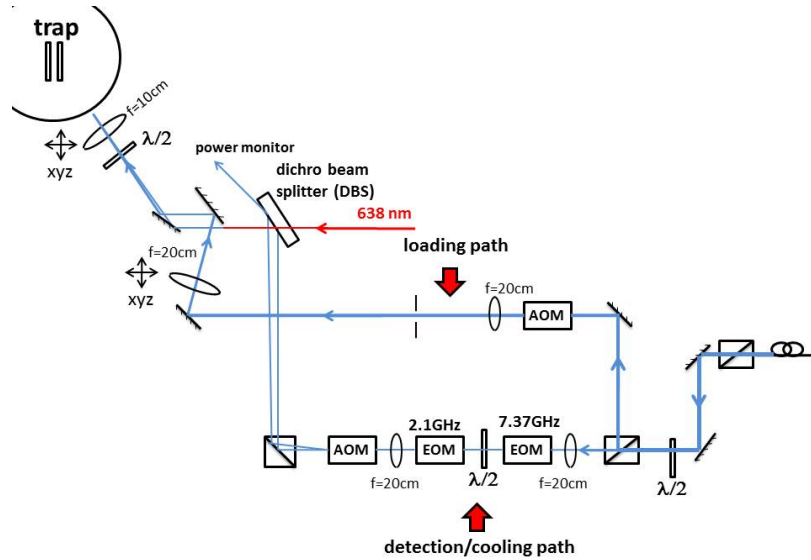 trap
f=10cm
λ/2
xyz
power monitor
dichro beam
splitter (DBS)
638 nm
loading path
f=20cm
xyz
f=20cm
AOM
2.1GHz
7.37GHz
AOM
EOM
EOM
f=20cm
λ/2
f=20cm
λ/2
detection/cooling path